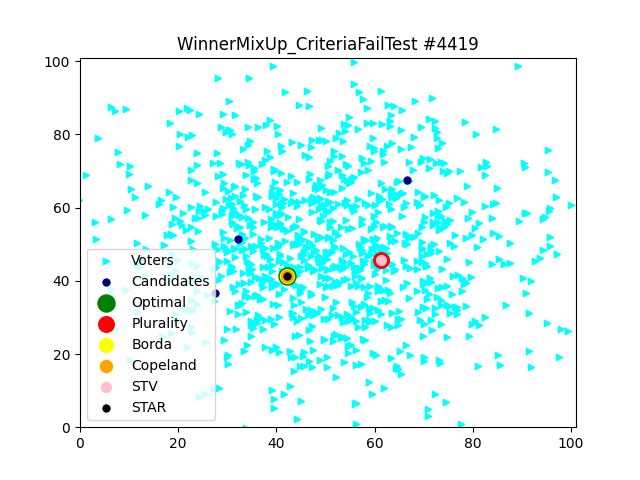 WinnerMixUp_CriteriaFailTest #4419
100
80
60
40
20
0
0 20 40 60 80 100
Voters
Candidates
Optimal
Plurality
Borda
Copeland
STV
STAR